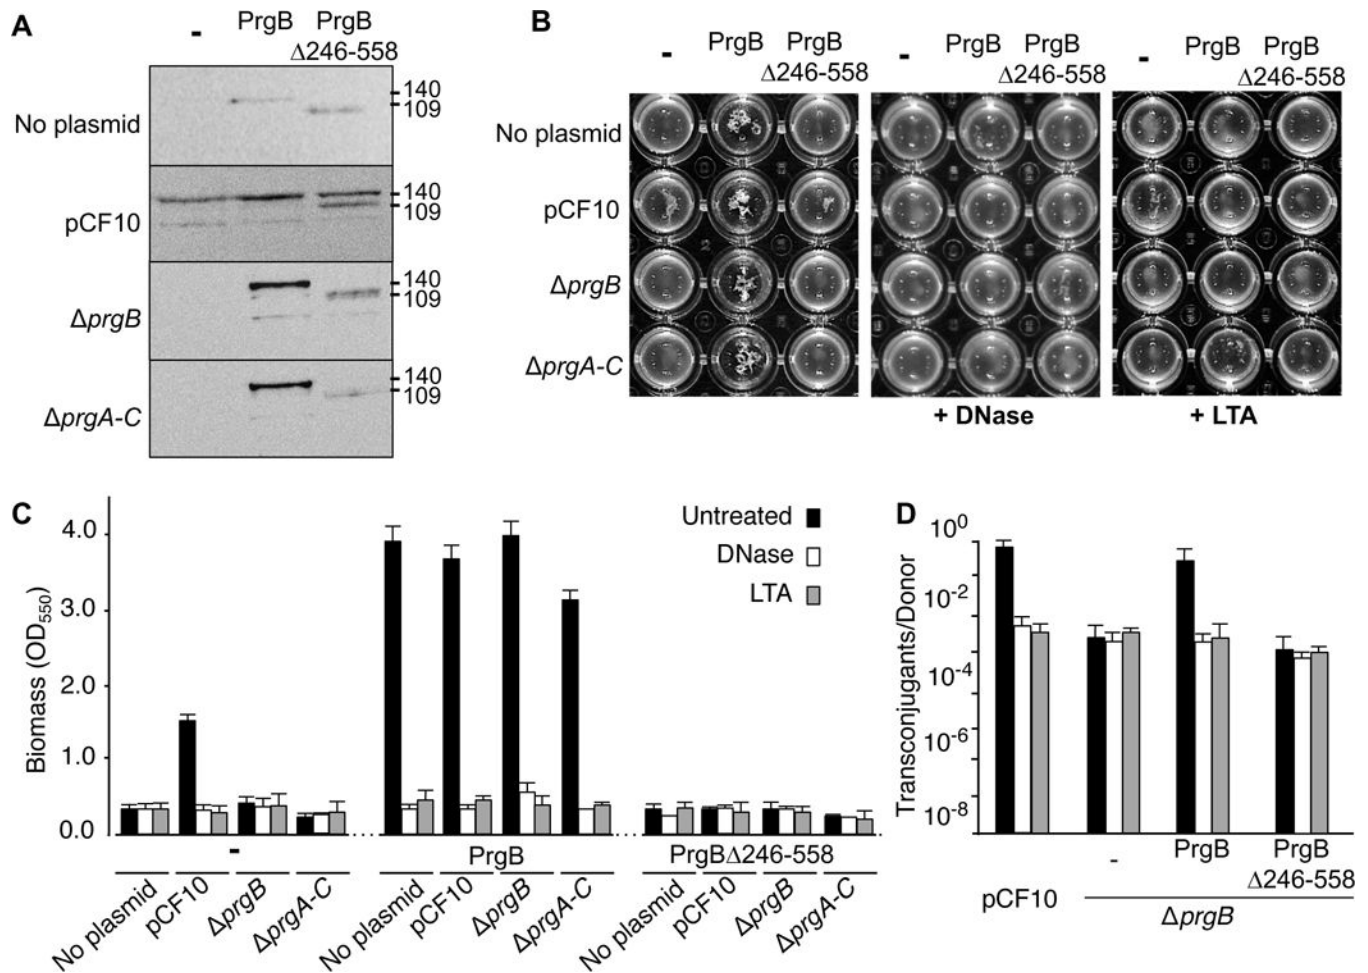 A
- PrgB PrgB
Δ246-558
No plasmid
140
109
pCF10
140
109
ΔprgB
140
109
ΔprgA-C
140
109
B
- PrgB PrgB
Δ246-558
- PrgB PrgB
Δ246-558
- PrgB PrgB
Δ246-558
No plasmid
pCF10
ΔprgB
ΔprgA-C
+ DNase
+ LTA
C
Biomass (OD550)
4.0
3.0
2.0
1.0
0.0
Untreated
DNase
LTA
- PrgB PrgBΔ246-558
No plasmid pCF10 ΔprgB ΔprgA-C No plasmid pCF10 ΔprgB ΔprgA-C No plasmid pCF10 ΔprgB ΔprgA-C
D
Transconjugants/Donor
10^0
10^-2
10^-4
10^-6
10^-8
- PrgB PrgB
Δ246-558
pCF10
ΔprgB